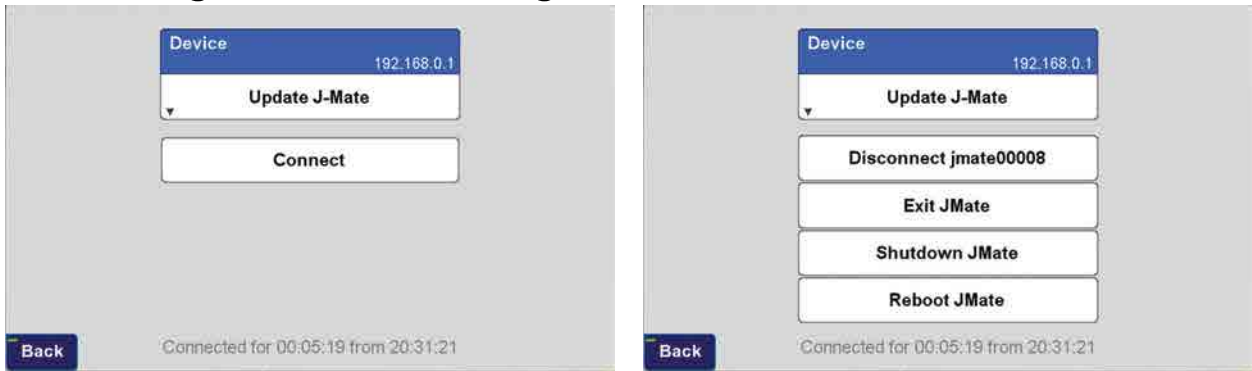 Device
192.168.0.1
Update J-Mate
Connect
Back
Connected for 00:05:19 from 20:31:21
Device
192.168.0.1
Update J-Mate
Disconnect jmate00008
Exit JMate
Shutdown JMate
Reboot JMate
Back
Connected for 00:05:19 from 20:31:21